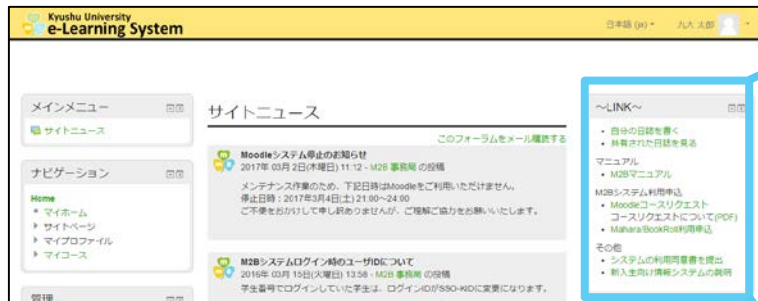 Kyushu University
e-Learning System
日本語 (ja)
九大 太郎
メインメニュー
サイトニュース
ナビゲーション
Home
マイホーム
サイトページ
マイプロファイル
マイコース
管理
サイトニュース
このフォーラムをメール購読する
Moodleシステム停止のお知らせ
2017年 03月 2日(木曜日) 11:12 - M2B 事務局 の投稿
メンテナンス作業のため、下記日時はMoodleをご利用いただけません。
停止日時：2017年3月4日(土) 21:00～24:00
ご不便をおかけして申し訳ありませんが、ご理解ご協力をお願いいたします。
M2Bシステムログイン時のユーザIDについて
2016年 03月 15日(火曜日) 13:58 - M2B 事務局 の投稿
学生番号でログインしていた学生は、ログインIDがSSO-KIDに変更になります。
～LINK～
自分の日誌を書く
共有された日誌を見る
マニュアル
M2Bマニュアル
M2Bシステム利用申込
Moodleコースリクエスト
コースリクエストについて(PDF)
Mahara/BookRoll利用申込
その他
システムの利用同意書を提出
新入生向け情報システムの説明